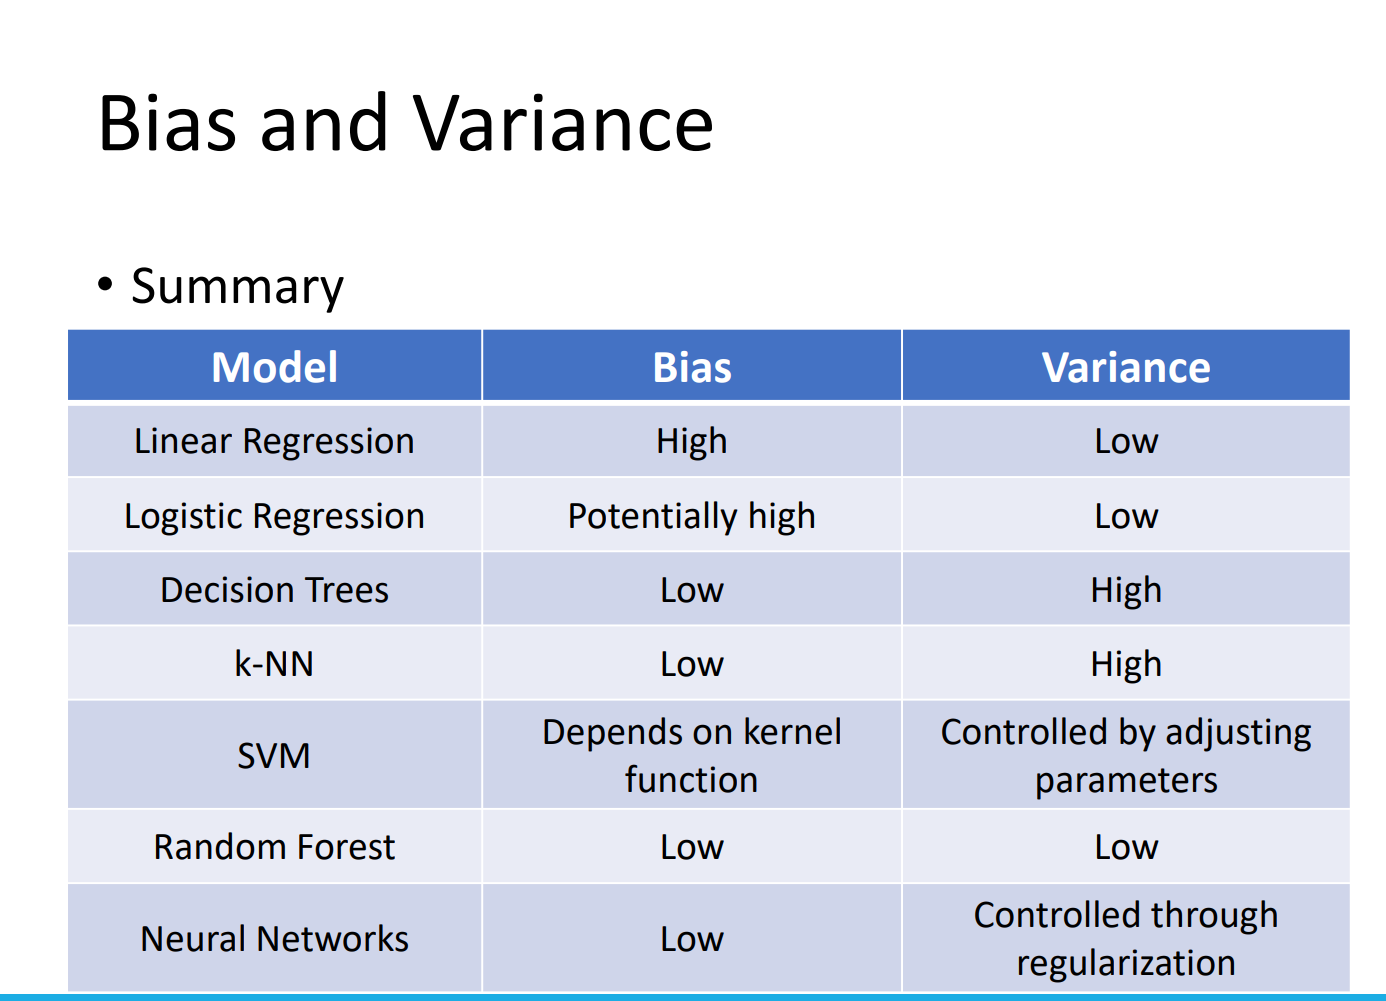 Bias and Variance
• Summary
Model Bias Variance
Linear Regression High Low
Logistic Regression Potentially high Low
Decision Trees Low High
k-NN Low High
SVM Depends on kernel function Controlled by adjusting parameters
Random Forest Low Low
Neural Networks Low Controlled through regularization